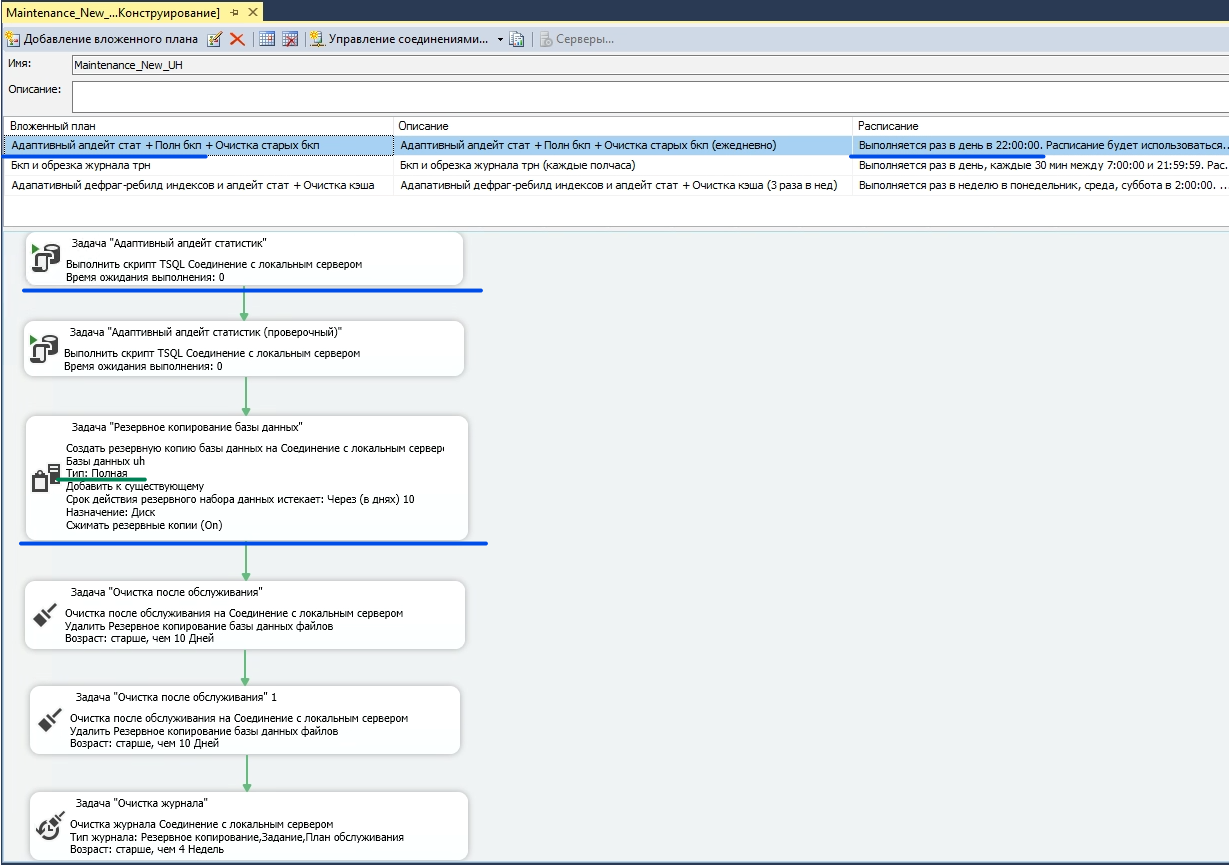 Maintenance_New_...Конструирование]
Добавление вложенного плана Управление соединениями... Серверы...
Имя: Maintenance_New_UH
Описание:
Вложенный план Описание Расписание
Адаптивный апдейт стат + Полн бкп + Очистка старых бкп Адаптивный апдейт стат + Полн бкп + Очистка старых бкп (ежедневно) Выполняется раз в день в 22:00:00. Расписание будет использоваться...
Бкп и обрезка журнала трн Бкп и обрезка журнала трн (каждые полчаса) Выполняется раз в день, каждые 30 мин между 7:00:00 и 21:59:59. Рас...
Адапативный дефраг-ребилд индексов и апдейт стат + Очистка кэша Адапативный дефраг-ребилд индексов и апдейт стат + Очистка кэша (3 раза в нед) Выполняется раз в неделю в понедельник, среда, суббота в 2:00:00. ...
Задача "Адаптивный апдейт статистик"
Выполнить скрипт TSQL Соединение с локальным сервером
Время ожидания выполнения: 0
Задача "Адаптивный апдейт статистик (проверочный)"
Выполнить скрипт TSQL Соединение с локальным сервером
Время ожидания выполнения: 0
Задача "Резервное копирование базы данных"
Создать резервную копию базы данных на Соединение с локальным серверо
Базы данных uh
Тип: Полная
Добавить к существующему
Срок действия резервного набора данных истекает: Через (в днях) 10
Назначение: Диск
Сжимать резервные копии (On)
Задача "Очистка после обслуживания"
Очистка после обслуживания на Соединение с локальным сервером
Удалить Резервное копирование базы данных файлов
Возраст: старше, чем 10 Дней
Задача "Очистка после обслуживания" 1
Очистка после обслуживания на Соединение с локальным сервером
Удалить Резервное копирование базы данных файлов
Возраст: старше, чем 10 Дней
Задача "Очистка журнала"
Очистка журнала Соединение с локальным сервером
Тип журнала: Резервное копирование,Задание,План обслуживания
Возраст: старше, чем 4 Недель